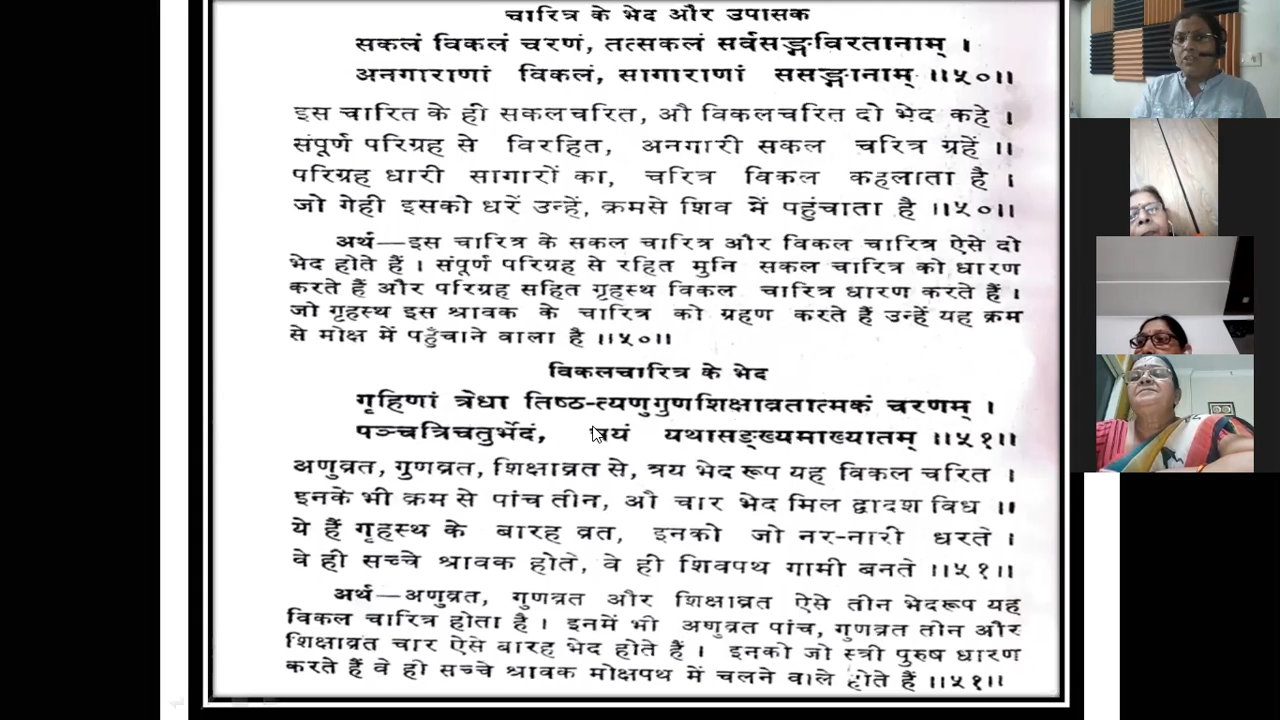 चारित्र के भेद और उपासक
सकलं विकलं चरणं, तत्सकलं सर्वसङ्गविरतानाम् ।
अनगाराणां विकलं, सागाराणां ससङ्गानाम् ॥५०॥
इस चारित के ही सकलचरित, औ विकलचरित दो भेद कहे ।
संपूर्ण परिग्रह से विरहित, अनगारी सकल चरित्र ग्रहें ॥
परिग्रह धारी सागारों का, चरित्र विकल कहलाता है ।
जो गेही इसको धरें उन्हें, क्रमसे शिव में पहुंचाता है ॥५०॥
अर्थ—इस चारित्र के सकल चारित्र और विकल चारित्र ऐसे दो
भेद होते हैं । संपूर्ण परिग्रह से रहित मुनि सकल चारित्र को धारण
करते हैं और परिग्रह सहित गृहस्थ विकल चारित्र धारण करते हैं ।
जो गृहस्थ इस श्रावक के चारित्र को ग्रहण करते हैं उन्हें यह क्रम
से मोक्ष में पहुँचाने वाला है ॥५०॥
विकलचारित्र के भेद
गृहिणां त्रेधा तिष्ठ-त्यणुगुणशिक्षाव्रतात्मकं चरणम् ।
पञ्चत्रिचतुर्भेदं, त्रयं यथासङ्ख्यमाख्यातम् ॥५१॥
अणुव्रत, गुणव्रत, शिक्षाव्रत से, त्रय भेद रूप यह विकल चरित ।
इनके भी क्रम से पांच तीन, औ चार भेद मिल द्वादश विध ॥
ये हैं गृहस्थ के बारह व्रत, इनको जो नर-नारी धरते ।
वे ही सच्चे श्रावक होते, वे ही शिवपथ गामी बनते ॥५१॥
अर्थ—अणुव्रत, गुणव्रत और शिक्षाव्रत ऐसे तीन भेदरूप यह
विकल चारित्र होता है । इनमें भी अणुव्रत पांच, गुणव्रत तीन और
शिक्षाव्रत चार ऐसे बारह भेद होते हैं । इनको जो स्त्री पुरुष धारण
करते हैं वे ही सच्चे श्रावक मोक्षपथ में चलने वाले होते हैं ॥५१॥